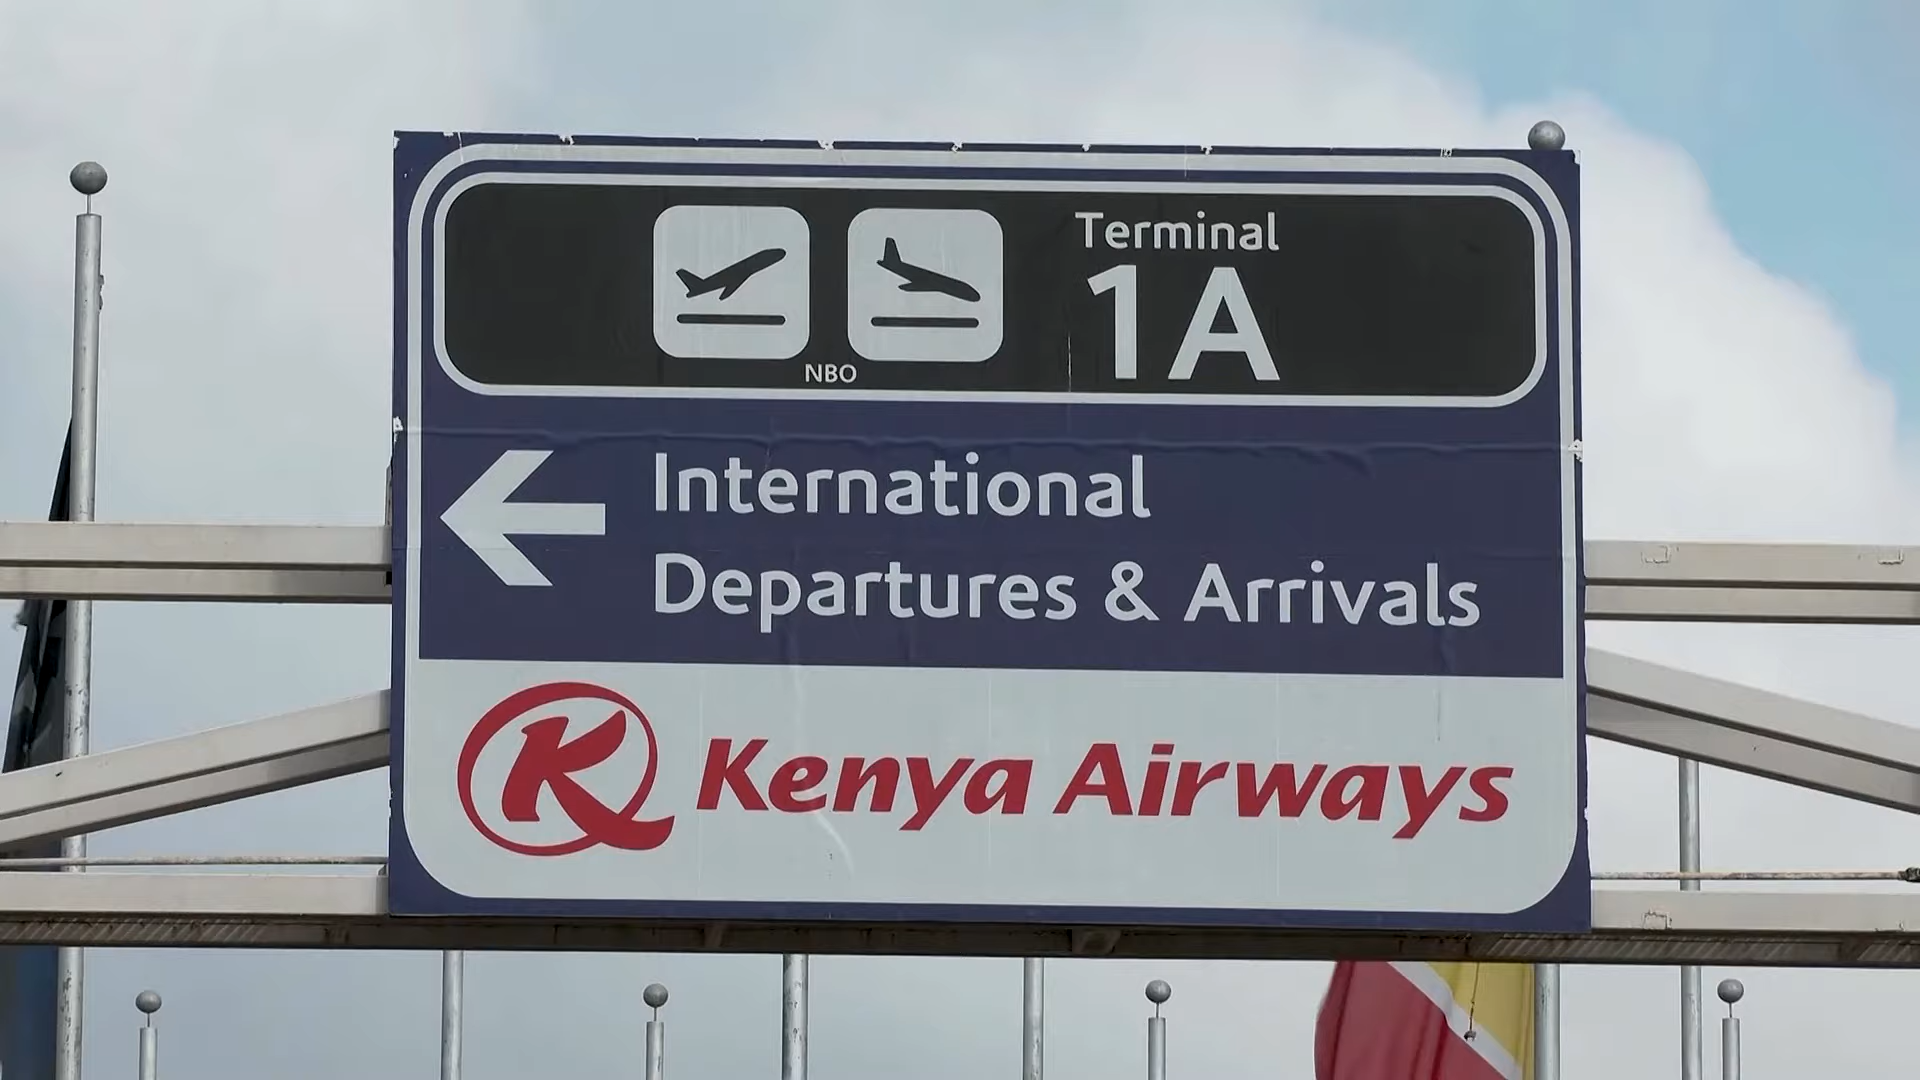 Terminal
1A
NBO
International
Departures & Arrivals
K Kenya Airways